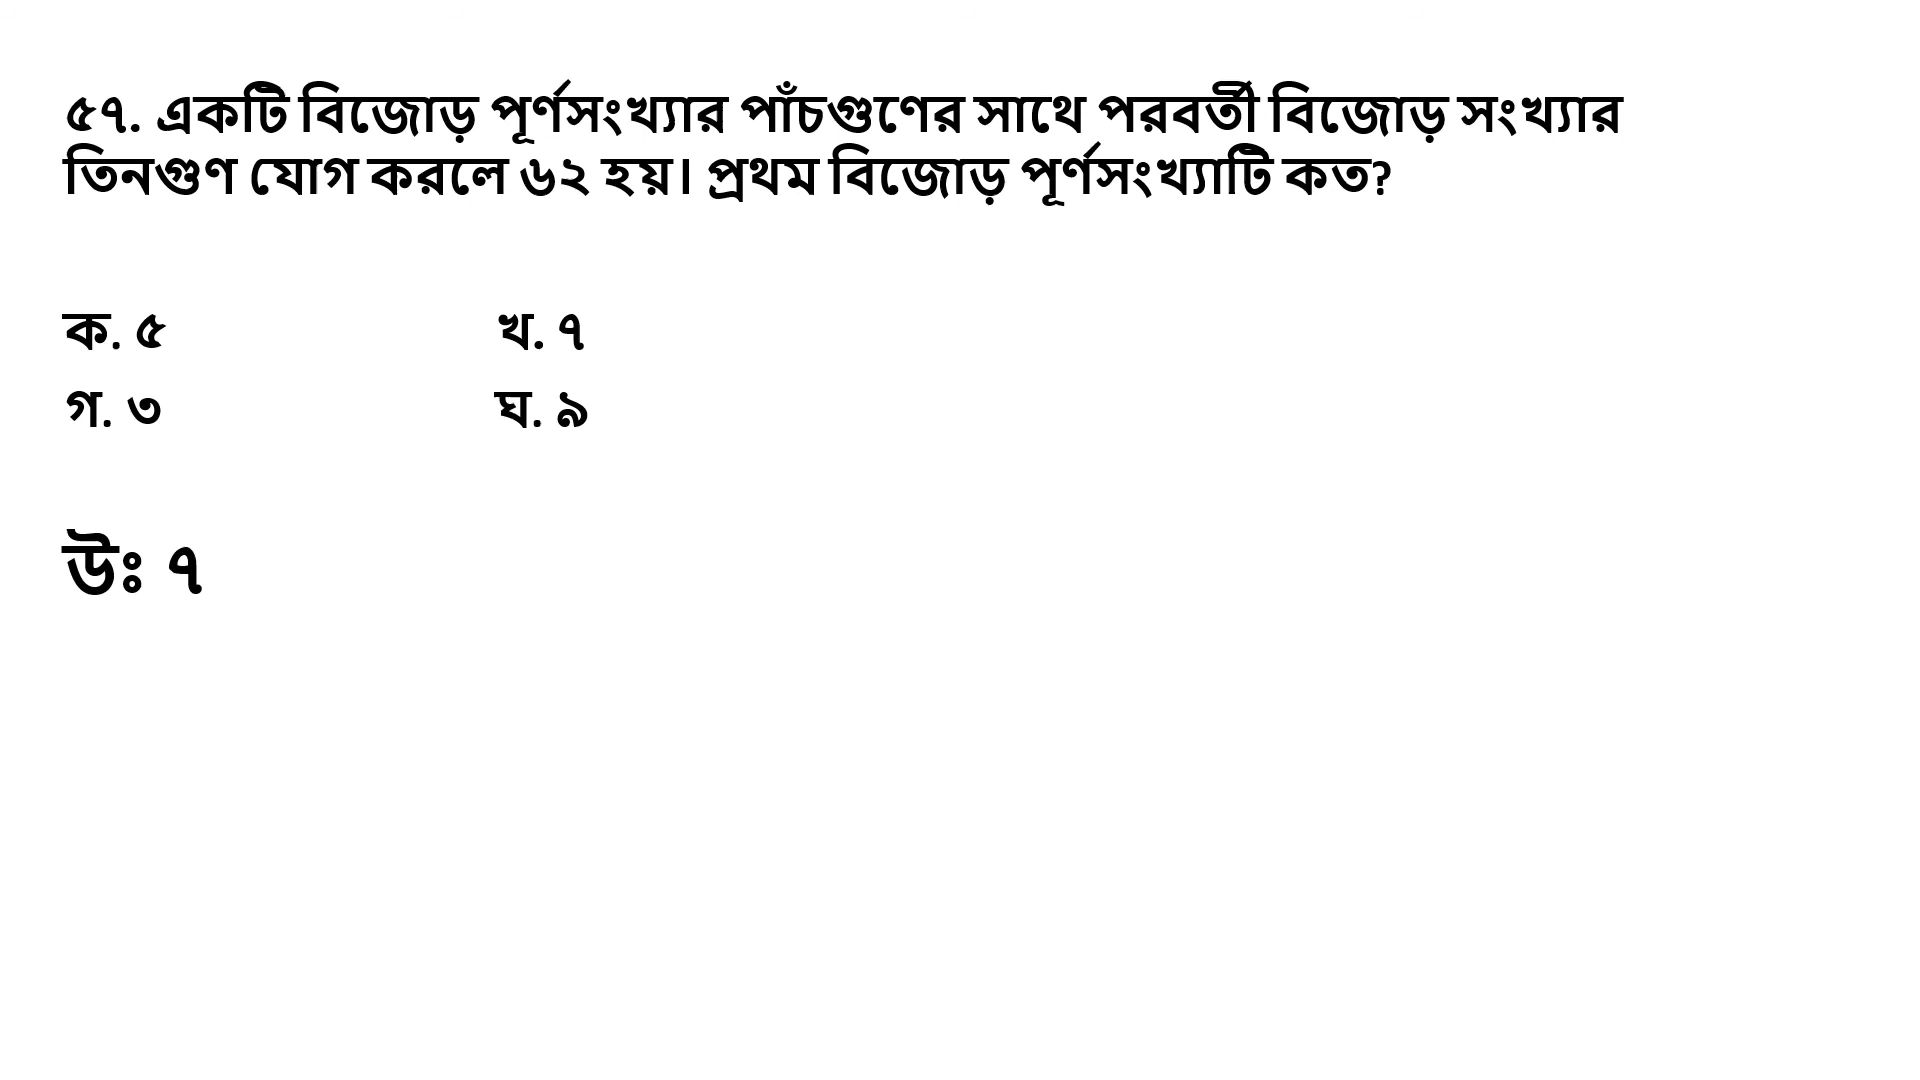 ৫৭. একটি বিজোড় পূর্ণসংখ্যার পাঁচগুণের সাথে পরবর্তী বিজোড় সংখ্যার
তিনগুণ যোগ করলে ৬২ হয়। প্রথম বিজোড় পূর্ণসংখ্যাটি কত?
ক. ৫ খ. ৭
গ. ৩ ঘ. ৯
উঃ ৭